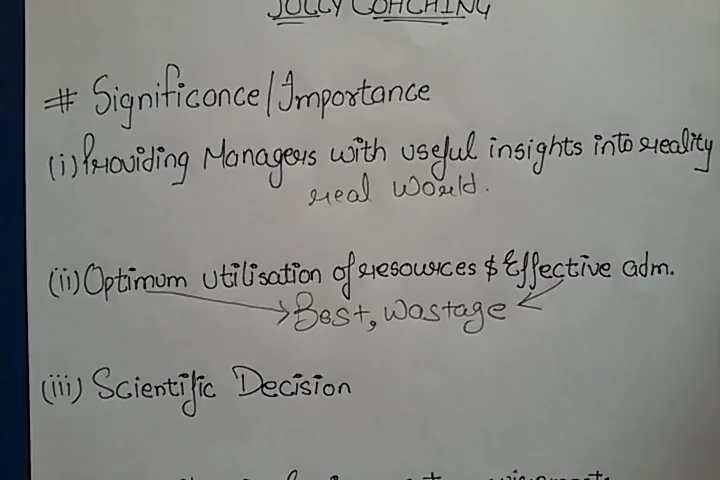 JOLLY COACHING
# Significance/Importance
(i) Providing Managers with useful insights into reality
real World.
(ii) Optimum Utilisation of resources & Effective adm.
Best, Wastage
(iii) Scientific Decision